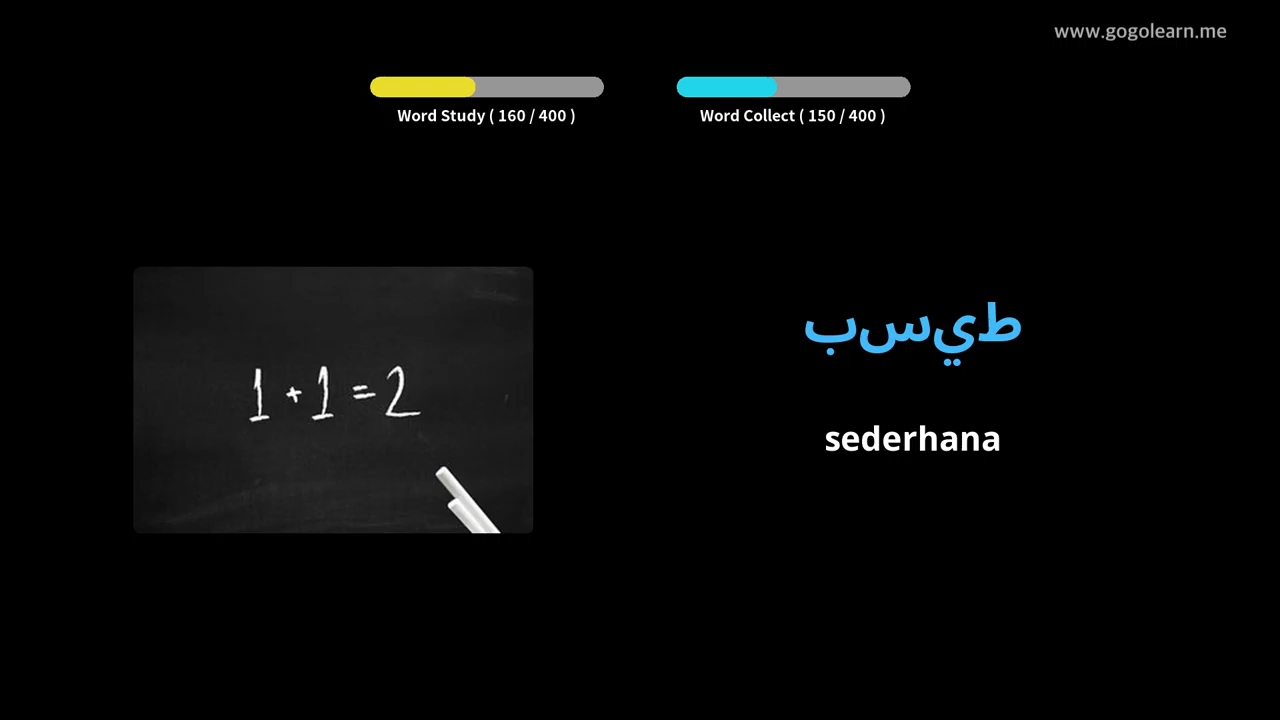 www.gogolearn.me
Word Study ( 160 / 400 )
Word Collect ( 150 / 400 )
1 + 1 = 2
بسيط
sederhana